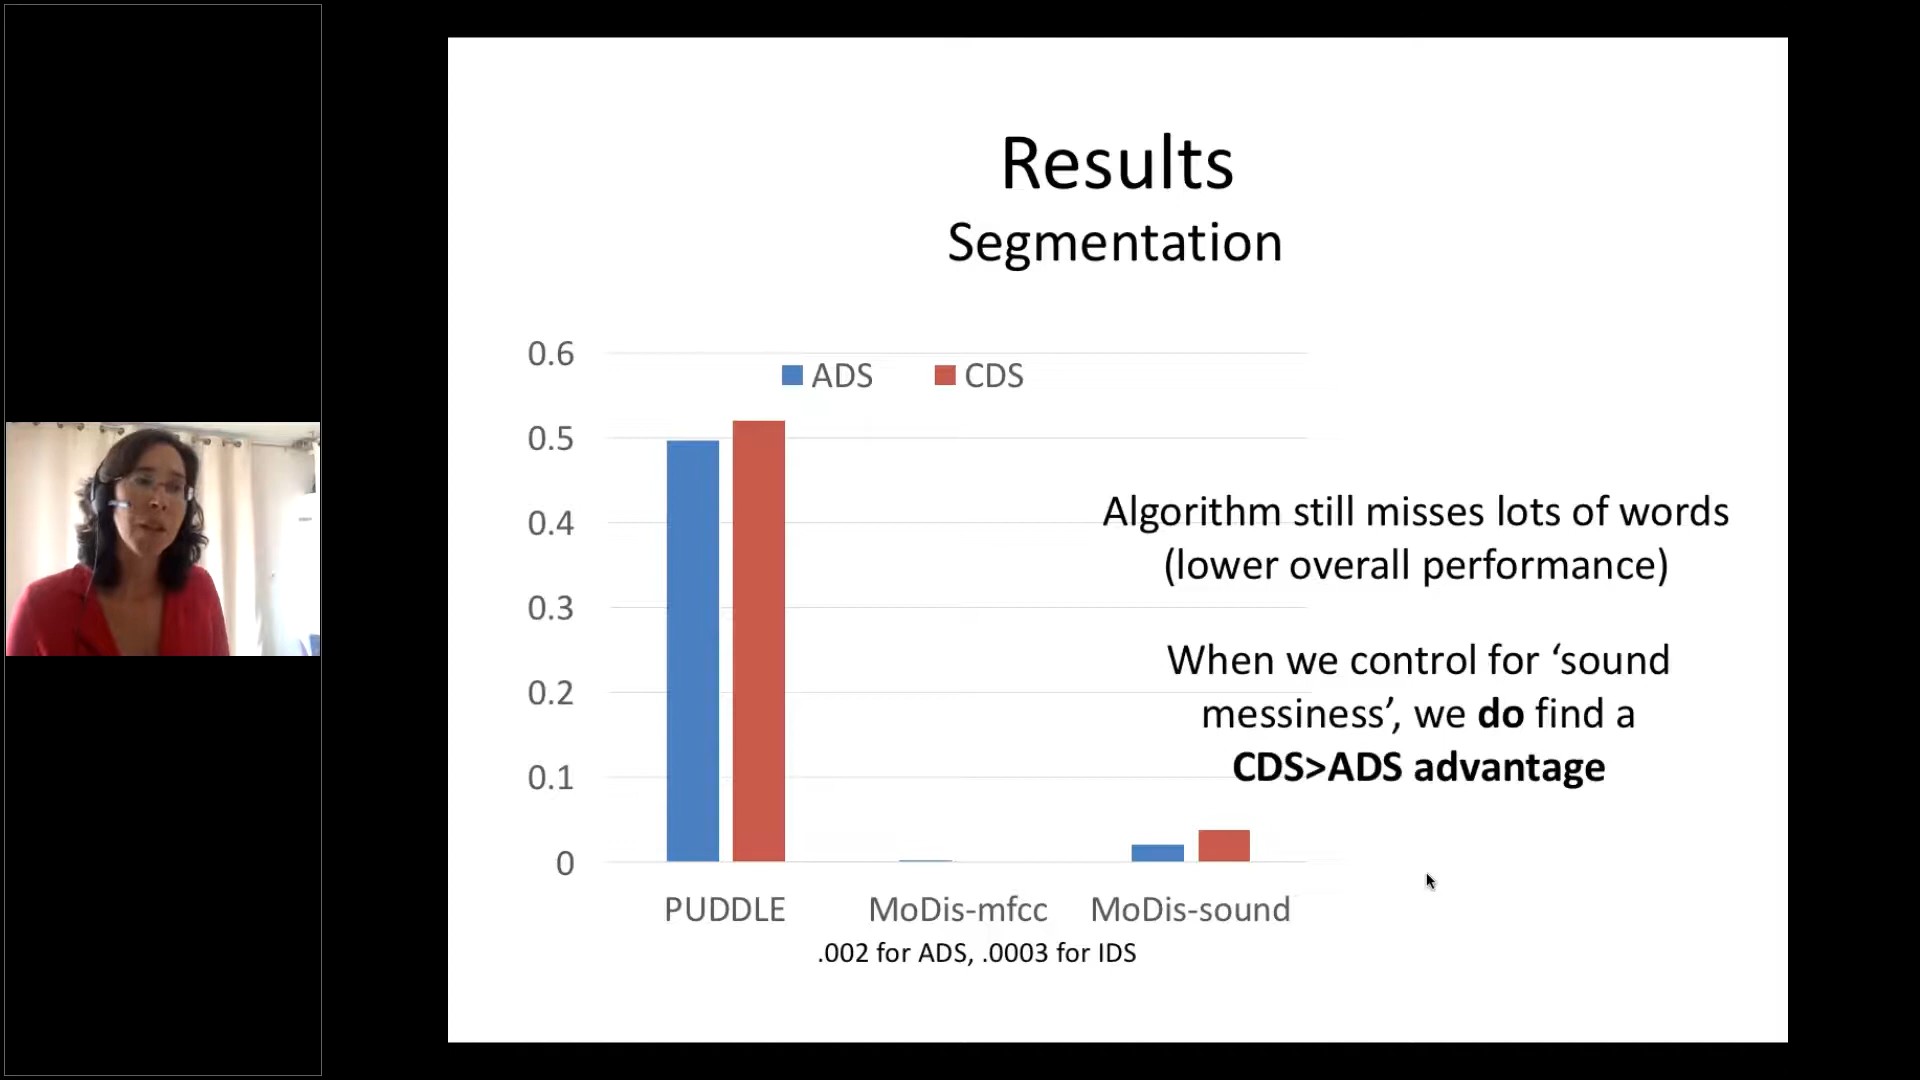 Results
Segmentation
0.6
ADS
CDS
0.5
0.4
0.3
0.2
0.1
0
Algorithm still misses lots of words
(lower overall performance)
When we control for ‘sound
messiness’, we do find a
CDS>ADS advantage
PUDDLE
MoDis-mfcc
MoDis-sound
.002 for ADS, .0003 for IDS